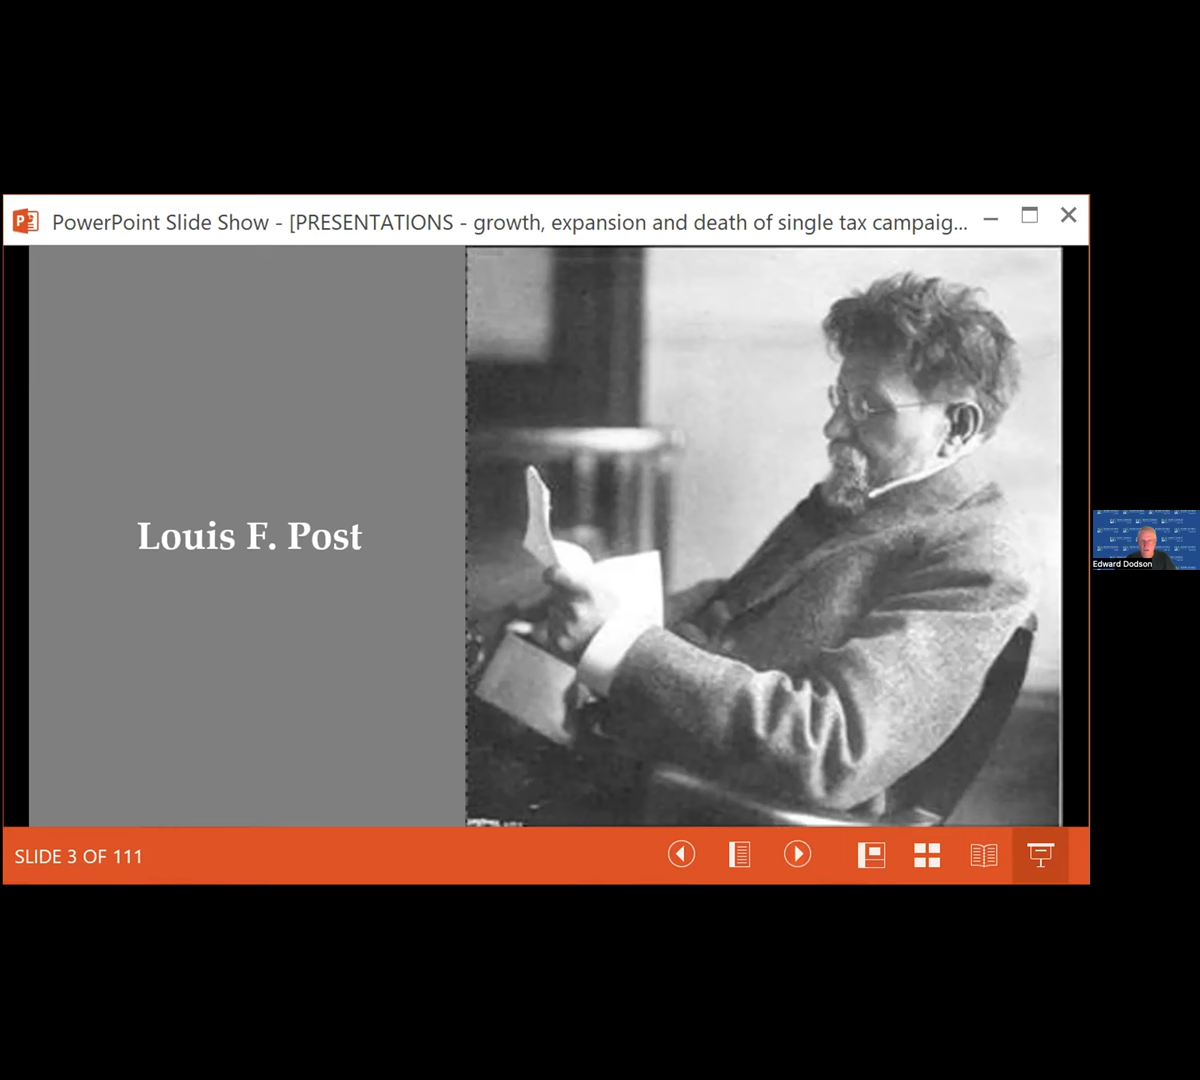 PowerPoint Slide Show - [PRESENTATIONS - growth, expansion and death of single tax campaig...
Louis F. Post
Edward Dodson
SLIDE 3 OF 111